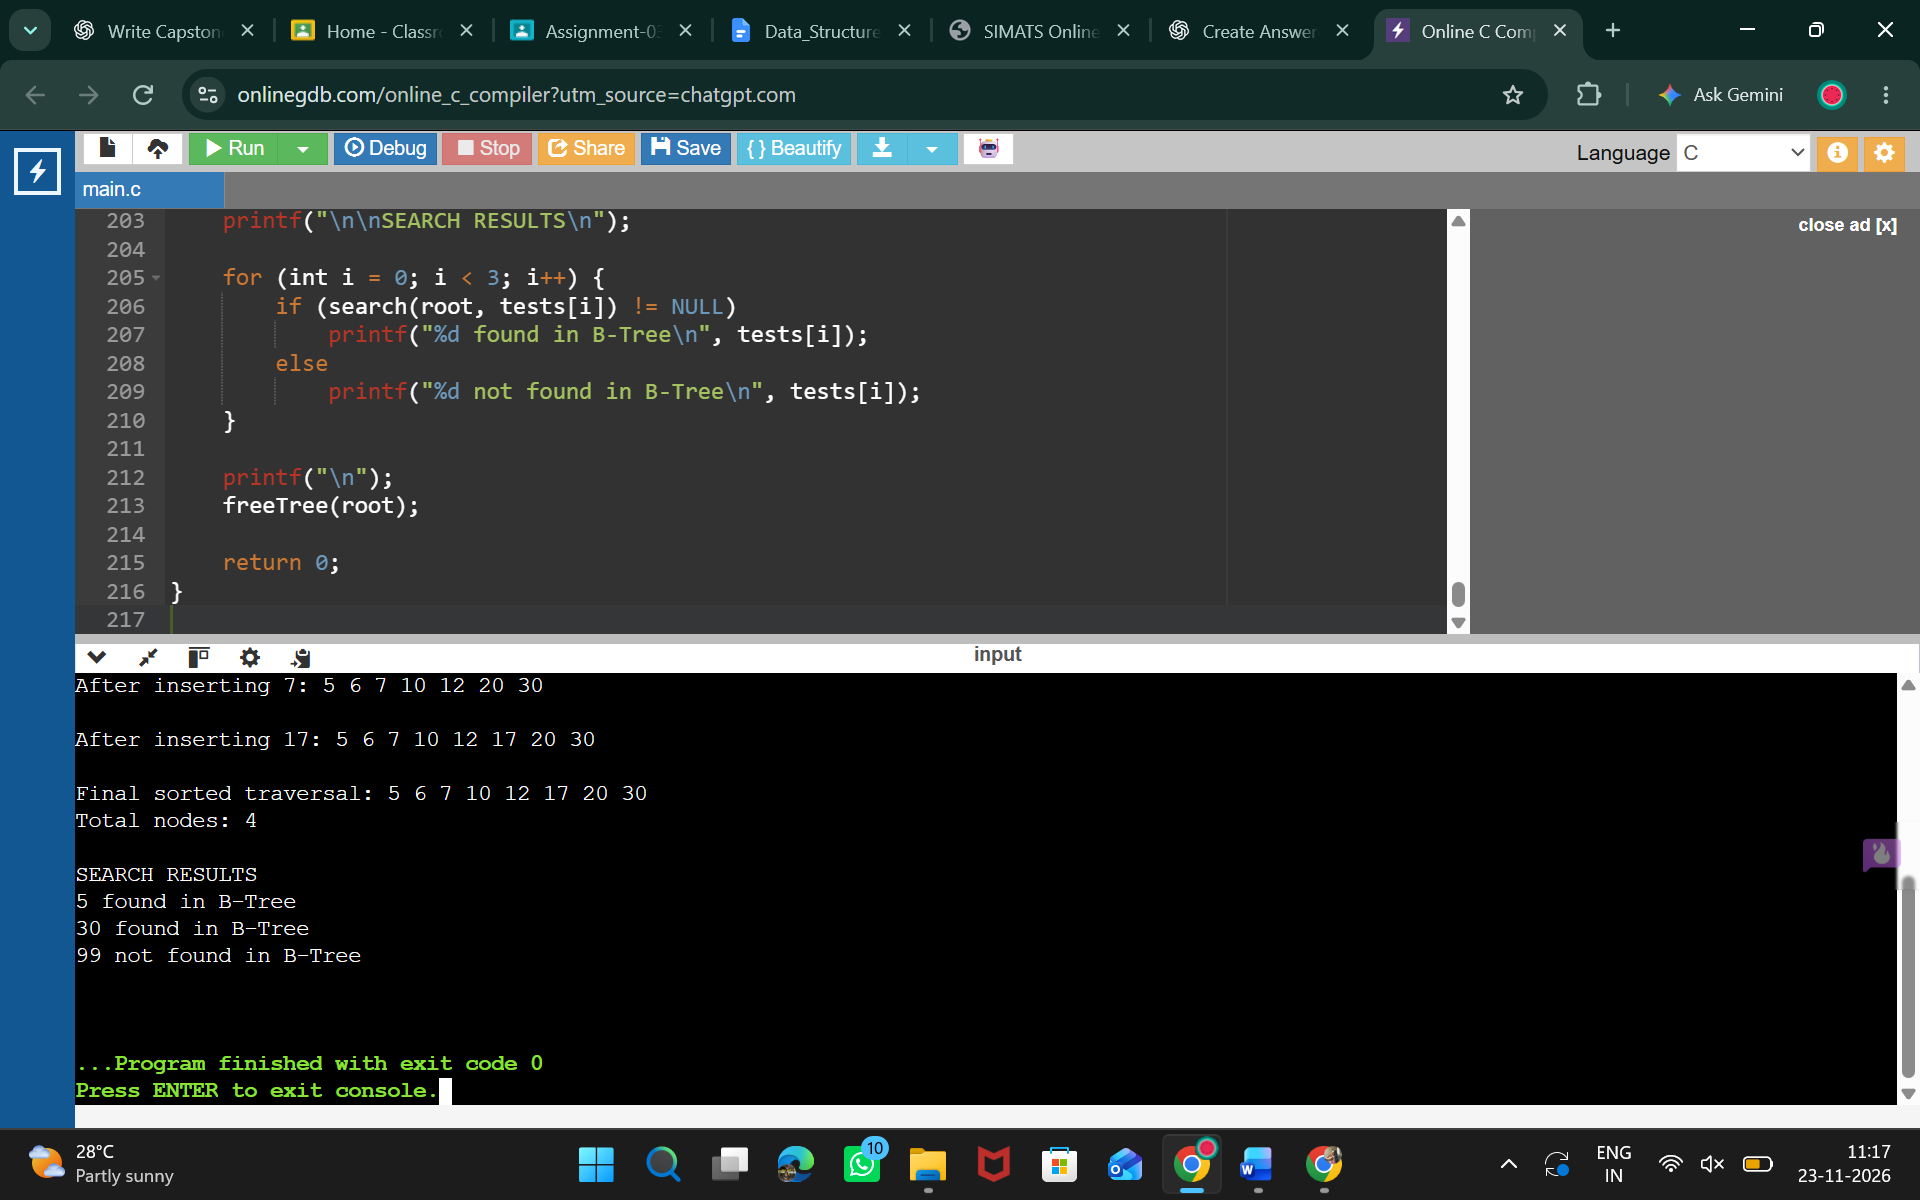 Write Capston
Home - Classr
Assignment-03
Data_Structure
SIMATS Online
Create Answer
Online C Com
onlinegdb.com/online_c_compiler?utm_source=chatgpt.com
Ask Gemini
Run
Debug
Stop
Share
Save
{ } Beautify
Language C
main.c
close ad [x]
203 printf("\n\nSEARCH RESULTS\n");
204
205 for (int i = 0; i < 3; i++) {
206 if (search(root, tests[i]) != NULL)
207 printf("%d found in B-Tree\n", tests[i]);
208 else
209 printf("%d not found in B-Tree\n", tests[i]);
210 }
211
212 printf("\n");
213 freeTree(root);
214
215 return 0;
216 }
217
input
After inserting 7: 5 6 7 10 12 20 30
After inserting 17: 5 6 7 10 12 17 20 30
Final sorted traversal: 5 6 7 10 12 17 20 30
Total nodes: 4
SEARCH RESULTS
5 found in B-Tree
30 found in B-Tree
99 not found in B-Tree
...Program finished with exit code 0
Press ENTER to exit console.
28°C
Partly sunny
10
ENG
IN
11:17
23-11-2026